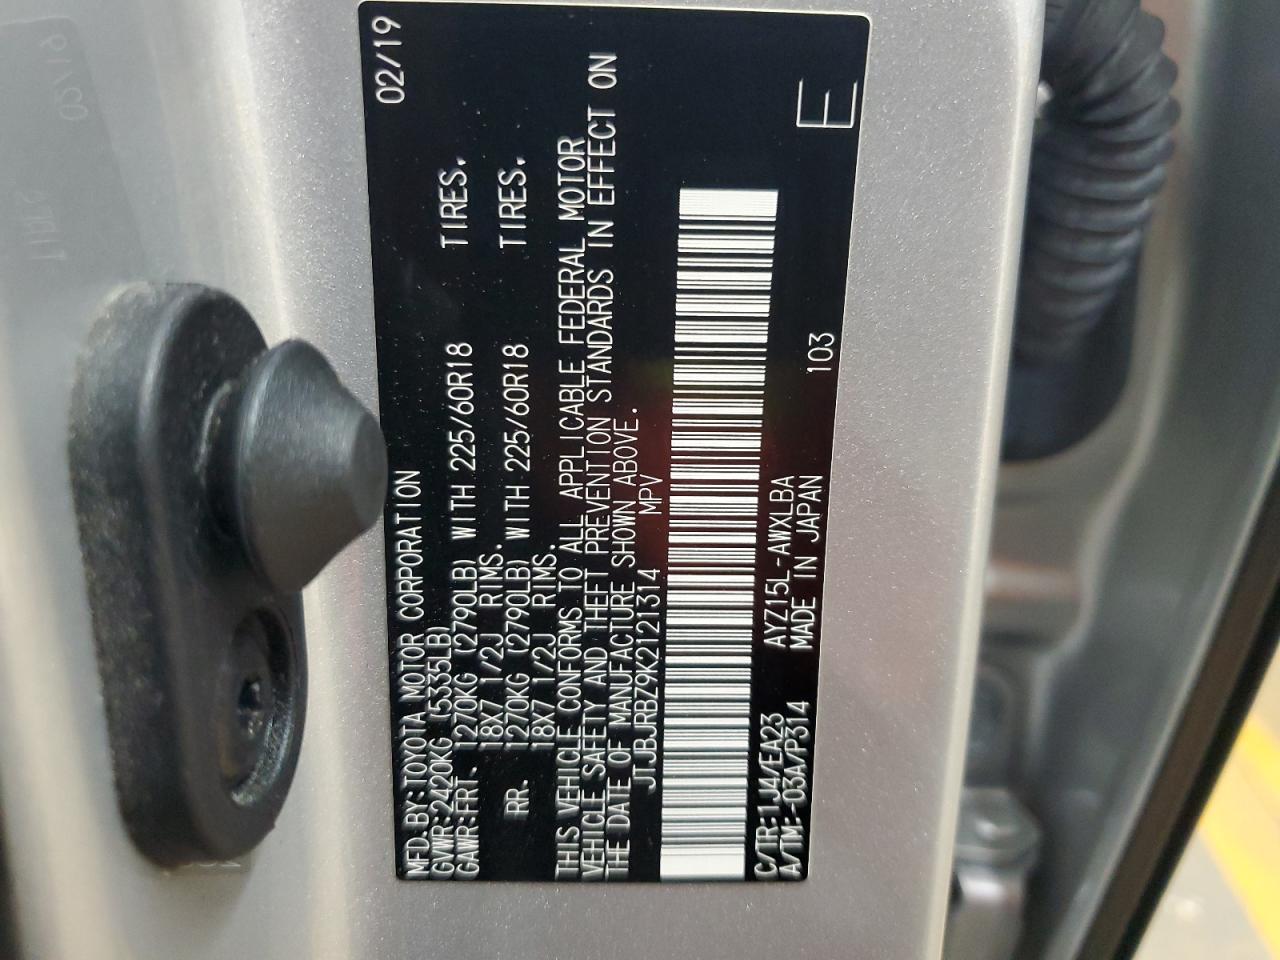 02/19
MFD.BY:TOYOTA MOTOR CORPORATION
GVWR:2420KG (5335LB)
GAWR:FRT. 1270KG (2790LB) WITH 225/60R18 TIRES.
18X7 1/2J RIMS.
RR. 1270KG (2790LB) WITH 225/60R18 TIRES.
18X7 1/2J RIMS.
THIS VEHICLE CONFORMS TO ALL APPLICABLE FEDERAL MOTOR
VEHICLE SAFETY AND THEFT PREVENTION STANDARDS IN EFFECT ON
THE DATE OF MANUFACTURE SHOWN ABOVE.
JTJBJRBZ9K2121314 MPV
C/TR:1J4/EA23 AYZ15L-AWXLBA
A/TM:-03A/P314 MADE IN JAPAN 103
E